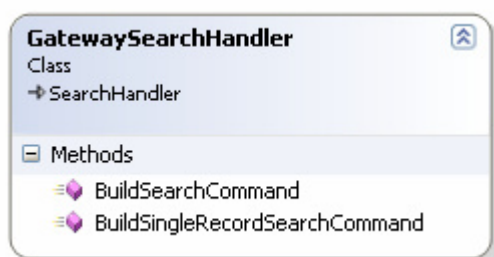 GatewaySearchHandler
Class
SearchHandler
Methods
BuildSearchCommand
BuildSingleRecordSearchCommand